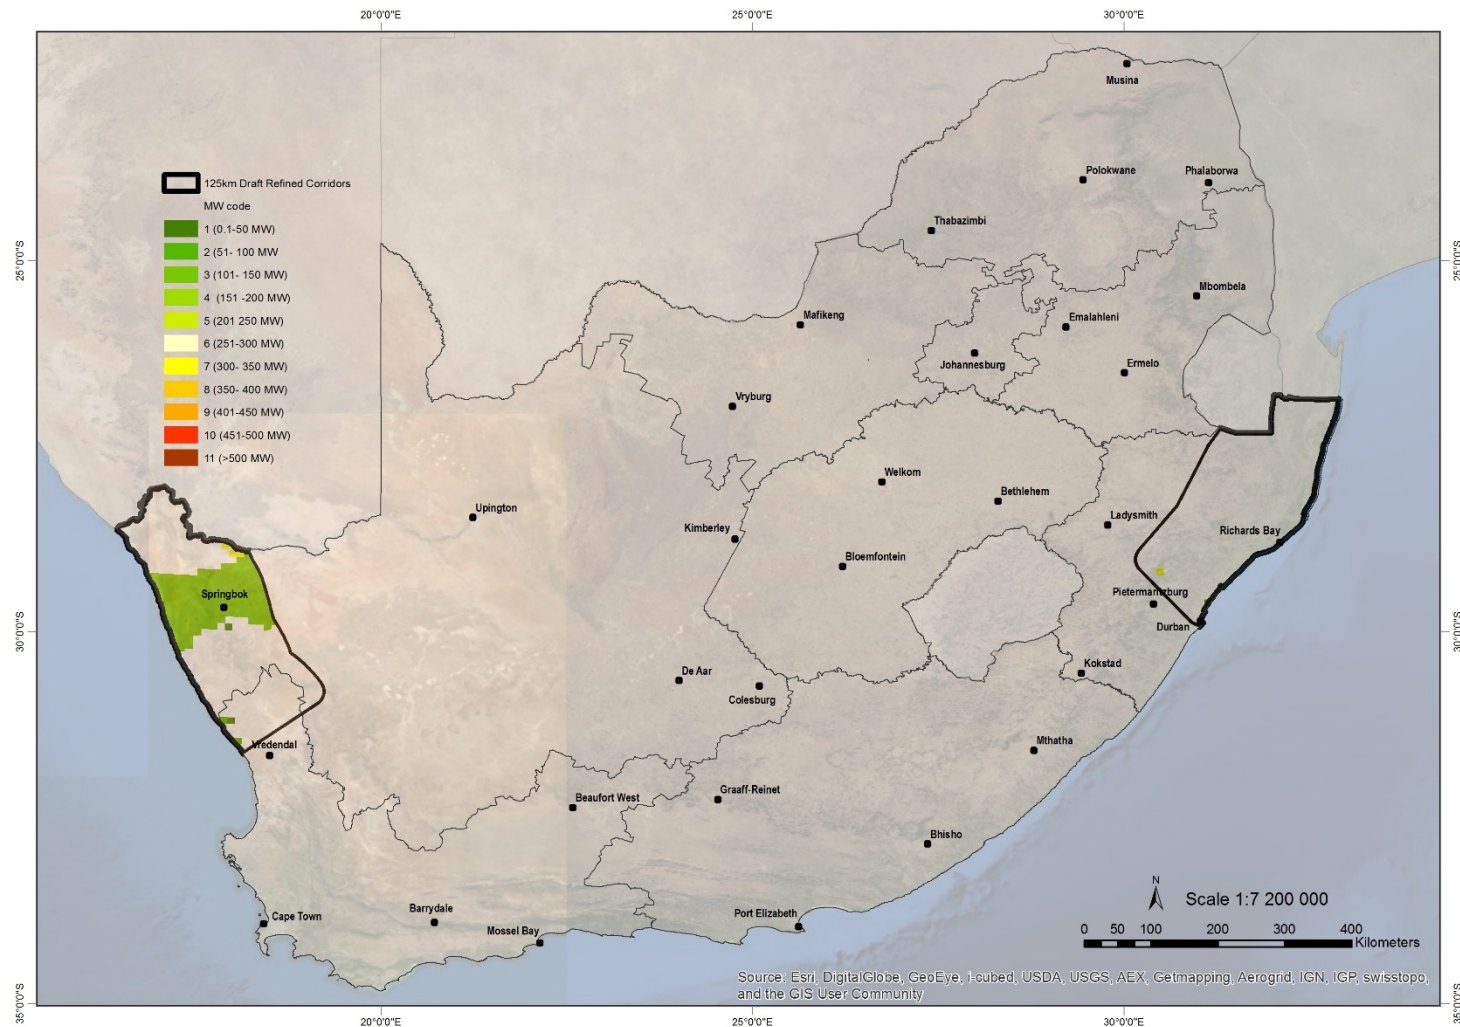 20°0'0"E
25°0'0"E
30°0'0"E
Musina
Polokwane
Phalaborwa
125km Draft Refined Corridors
MW code
1 (0.1-50 MW)
2 (51- 100 MW
3 (101- 150 MW)
4 (151 -200 MW)
5 (201 250 MW)
6 (251-300 MW)
7 (300- 350 MW)
8 (350- 400 MW)
9 (401-450 MW)
10 (451-500 MW)
11 (>500 MW)
Thabazimbi
25°0'0"S
25°0'0"S
Mbombela
Mafikeng
Emalahleni
Johannesburg
Ermelo
Vryburg
Welkom
Bethlehem
Upington
Kimberley
Ladysmith
Richards Bay
Bloemfontein
Springbok
Pietermaritzburg
Durban
30°0'0"S
30°0'0"S
De Aar
Kokstad
Colesburg
Vredendal
Mthatha
Beaufort West
Graaff-Reinet
Bhisho
N
Scale 1:7 200 000
Cape Town
Barrydale
Port Elizabeth
Mossel Bay
0 50 100 200 300 400
Kilometers
Source: Esri, DigitalGlobe, GeoEye, i-cubed, USDA, USGS, AEX, Getmapping, Aerogrid, IGN, IGP, swisstopo,
and the GIS User Community
35°0'0"S
35°0'0"S
20°0'0"E
25°0'0"E
30°0'0"E